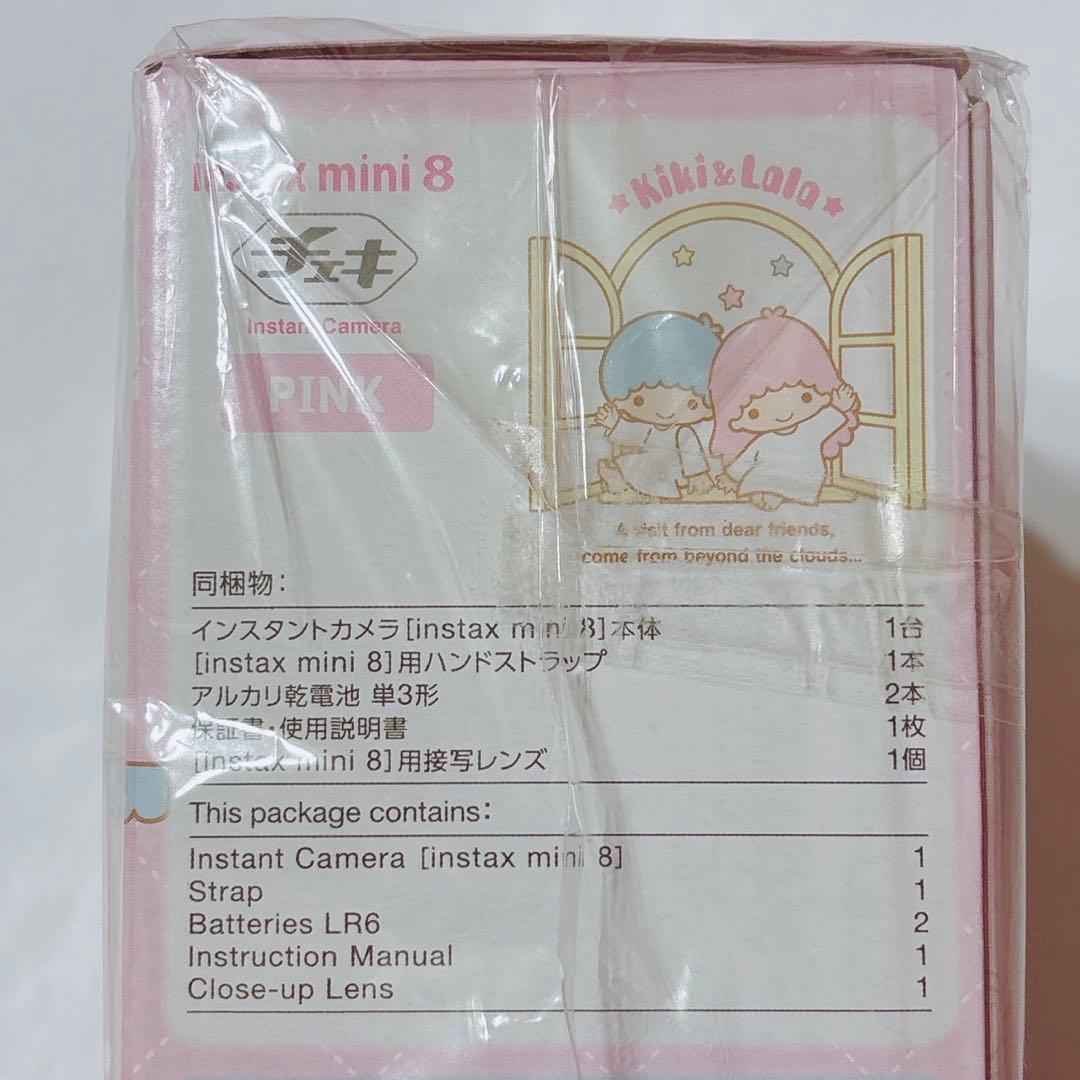 instax mini 8
チェキ
Instant Camera
PINK
Kiki&Lala
A visit from dear friends,
come from beyond the clouds...
同梱物：
インスタントカメラ［instax mini 8］本体 1台
［instax mini 8］用ハンドストラップ 1本
アルカリ乾電池 単3形 2本
保証書・使用説明書 1枚
［instax mini 8］用接写レンズ 1個
This package contains:
Instant Camera [instax mini 8] 1
Strap 1
Batteries LR6 2
Instruction Manual 1
Close-up Lens 1